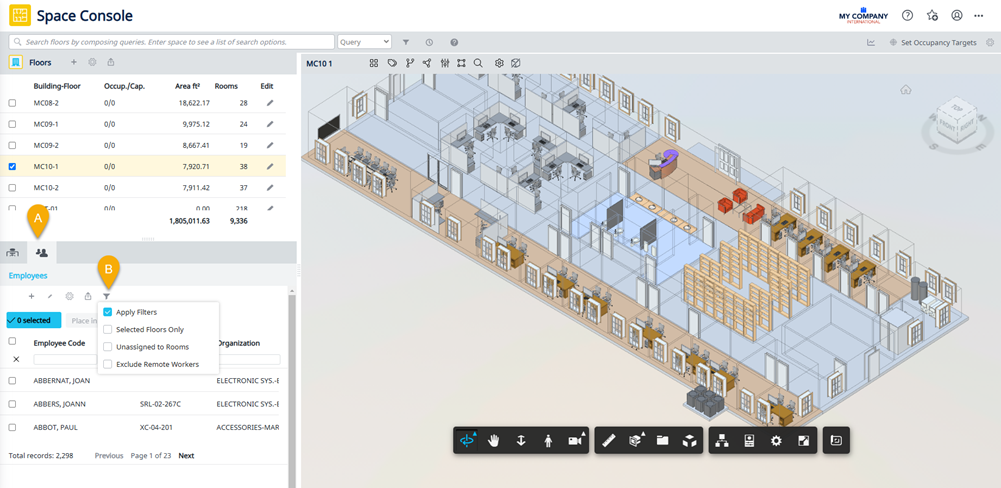 Space Console
MY COMPANY
INTERNATIONAL
Search floors by composing queries. Enter space to see a list of search options.
Query
Set Occupancy Targets
Floors
MC10 1
Building-Floor Occup./Cap. Area ft² Rooms Edit
MC08-2 0/0 18,622.17 28
MC09-1 0/0 9,975.12 24
MC09-2 0/0 8,667.41 19
MC10-1 0/0 7,920.71 38
MC10-2 0/0 7,911.42 37
0/0 0.00 218
1,805,011.63 9,336
A
Employees
B
0 selected
Place in
Apply Filters
Selected Floors Only
Unassigned to Rooms
Exclude Remote Workers
Employee Code Organization
ABBERNAT, JOAN ELECTRONIC SYS.-E
ABBERS, JOANN SRL-02-267C ELECTRONIC SYS.-E
ABBOT, PAUL XC-04-201 ACCESSORIES-MAR
Total records: 2,298 Previous Page 1 of 23 Next
TOP
FRONT
RIGHT